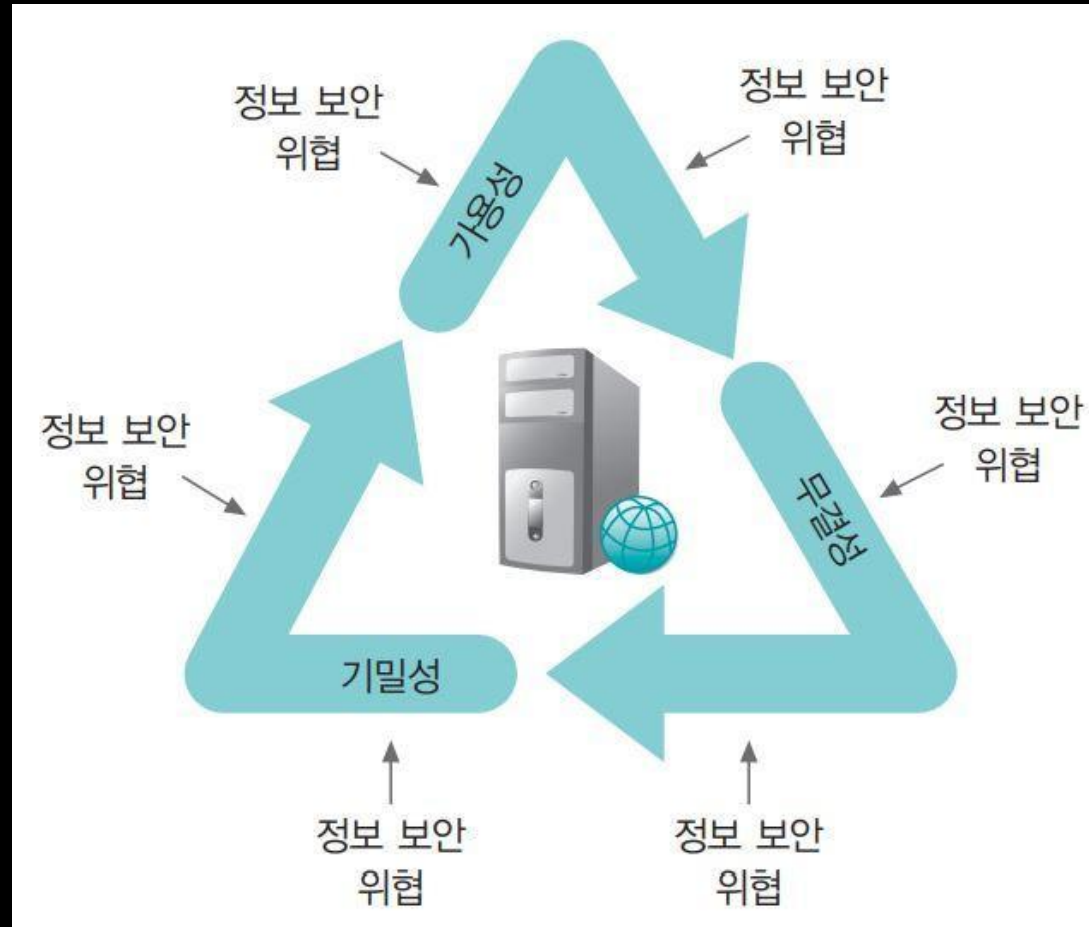 정보 보안
위협
정보 보안
위협
가용성
정보 보안
위협
정보 보안
위협
무결성
기밀성
정보 보안
위협
정보 보안
위협